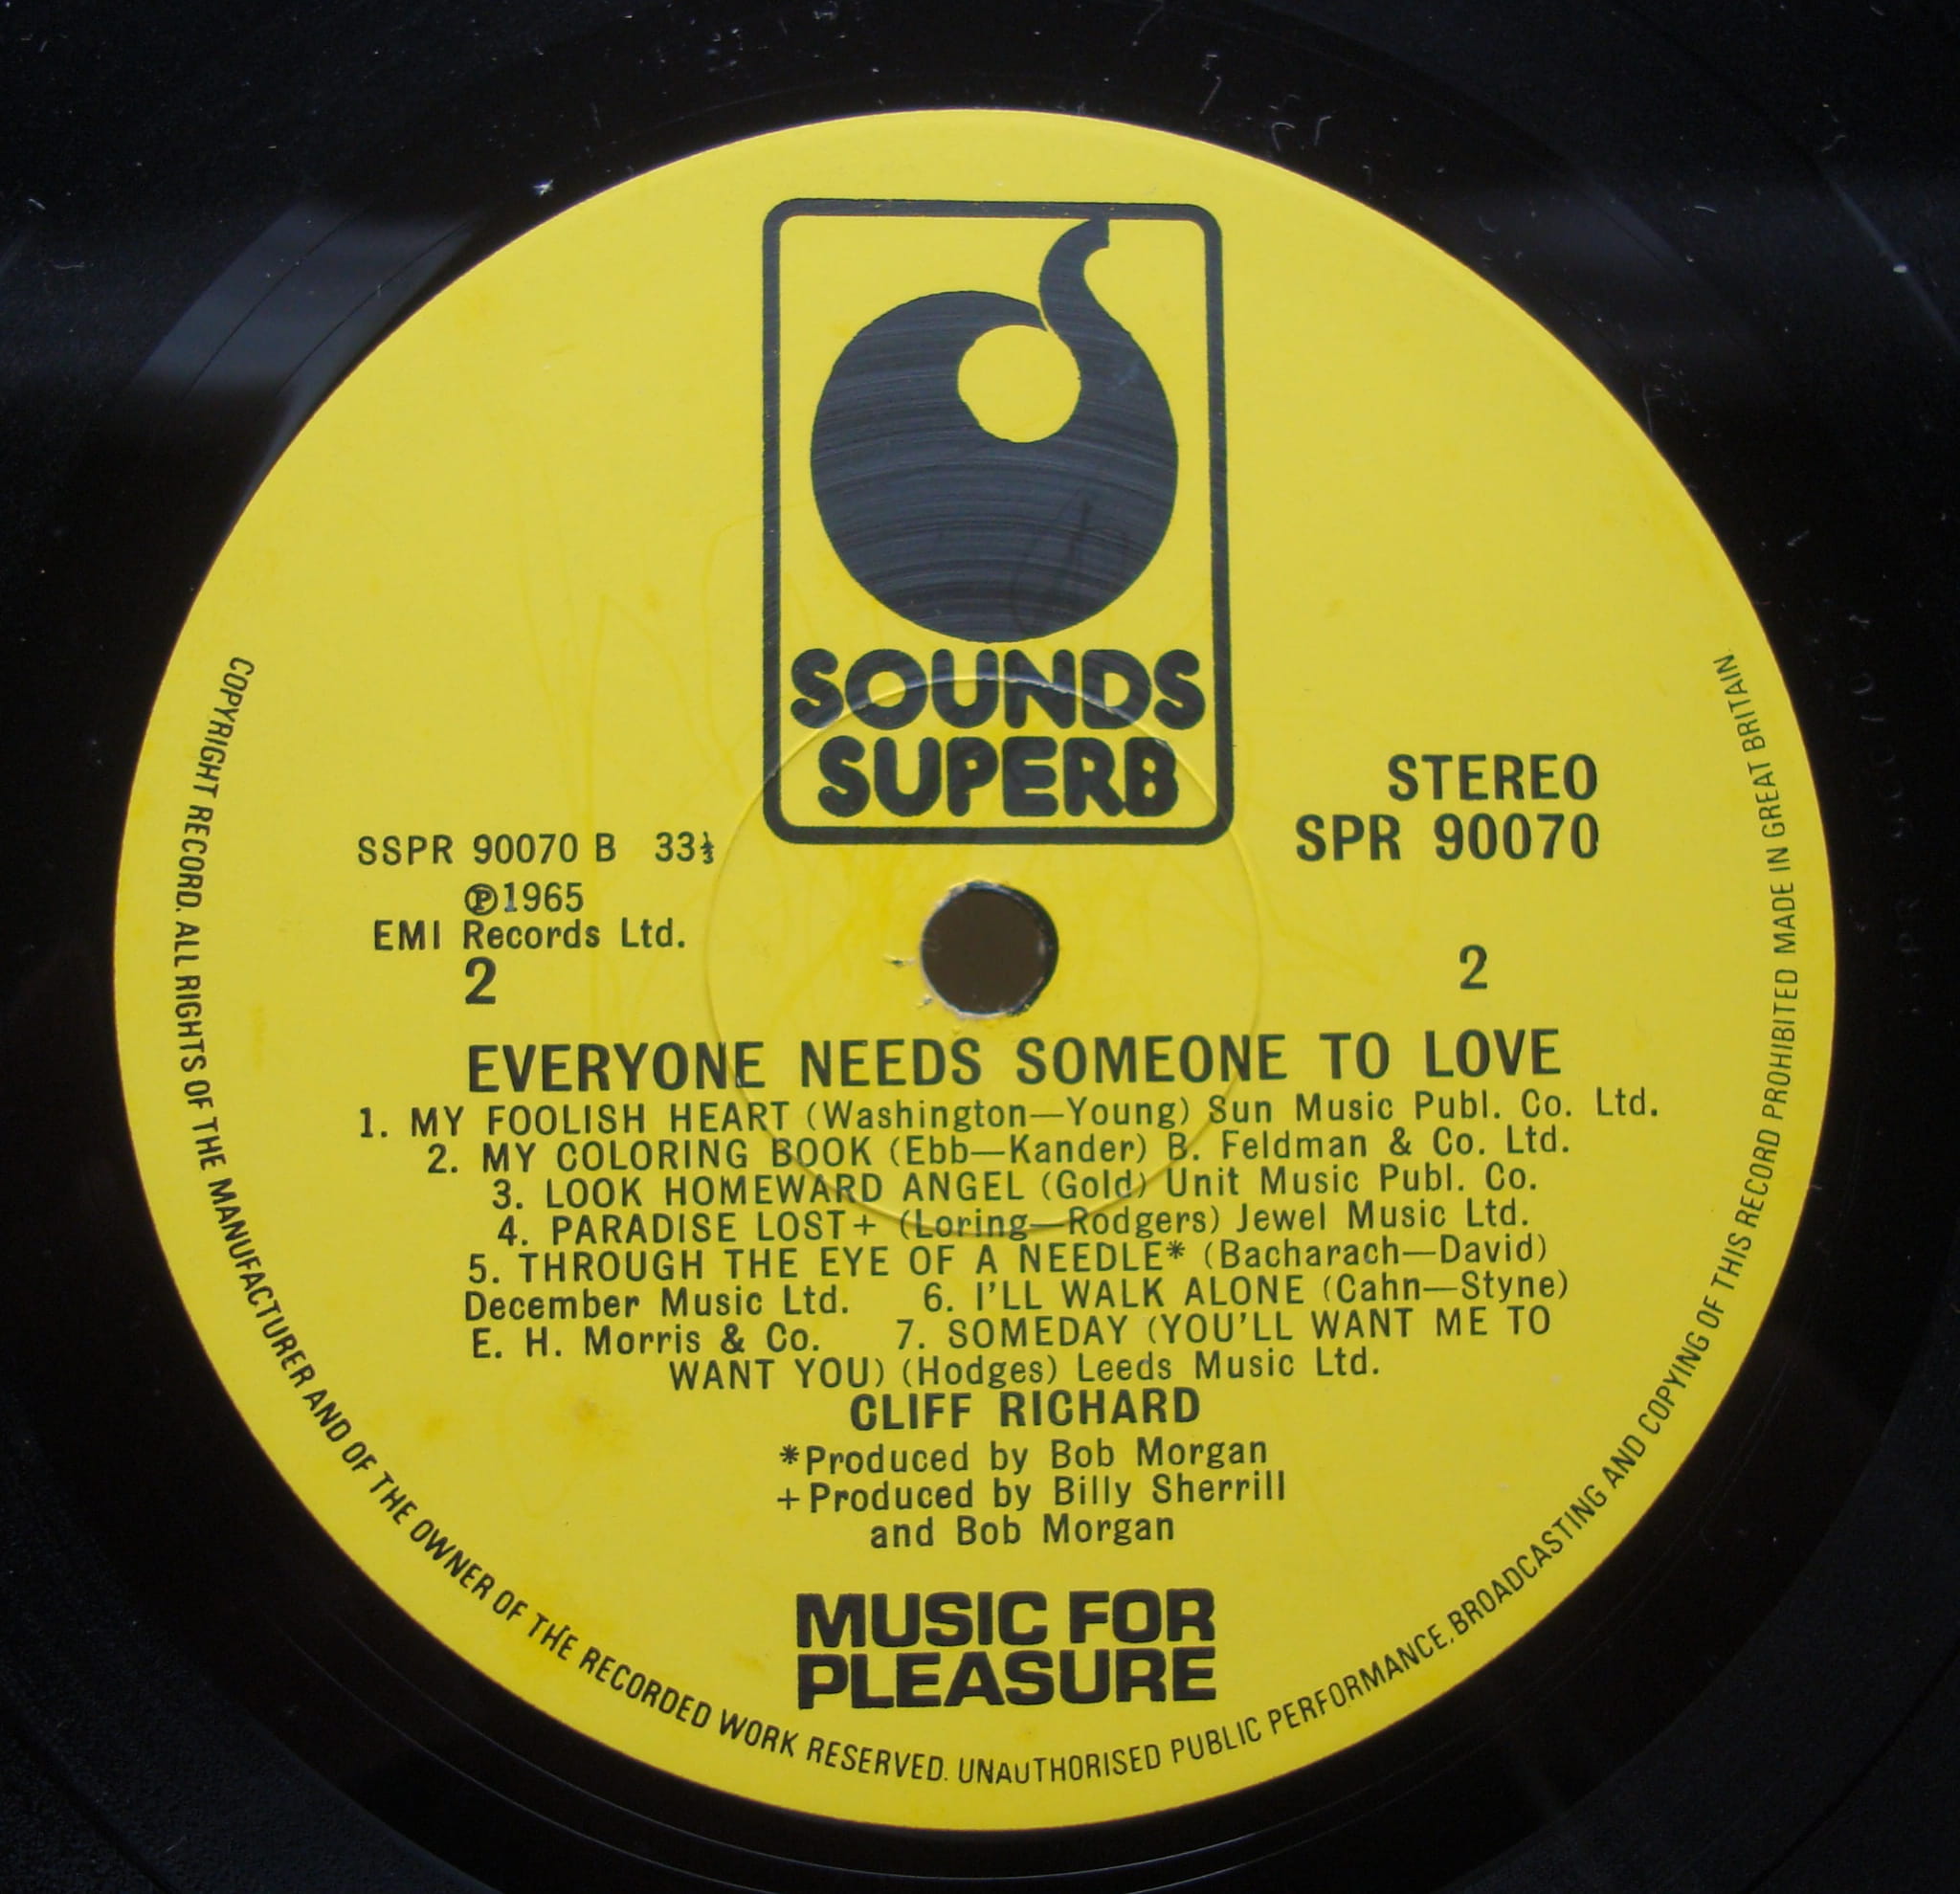 SOUNDS
SUPERB
STEREO
SPR 90070
SSPR 90070 B 33⅓
℗1965
EMI Records Ltd.
2
2
EVERYONE NEEDS SOMEONE TO LOVE
1. MY FOOLISH HEART (Washington—Young) Sun Music Publ. Co. Ltd.
2. MY COLORING BOOK (Ebb—Kander) B. Feldman & Co. Ltd.
3. LOOK HOMEWARD ANGEL (Gold) Unit Music Publ. Co.
4. PARADISE LOST+ (Loring—Rodgers) Jewel Music Ltd.
5. THROUGH THE EYE OF A NEEDLE* (Bacharach—David)
December Music Ltd. 6. I'LL WALK ALONE (Cahn—Styne)
E. H. Morris & Co. 7. SOMEDAY (YOU'LL WANT ME TO
WANT YOU) (Hodges) Leeds Music Ltd.
CLIFF RICHARD
*Produced by Bob Morgan
+Produced by Billy Sherrill
and Bob Morgan
MUSIC FOR
PLEASURE
COPYRIGHT RECORD. ALL RIGHTS OF THE MANUFACTURER AND OF THE OWNER OF THE RECORDED WORK RESERVED. UNAUTHORISED PUBLIC PERFORMANCE, BROADCASTING AND COPYING OF THIS RECORD PROHIBITED MADE IN GREAT BRITAIN.